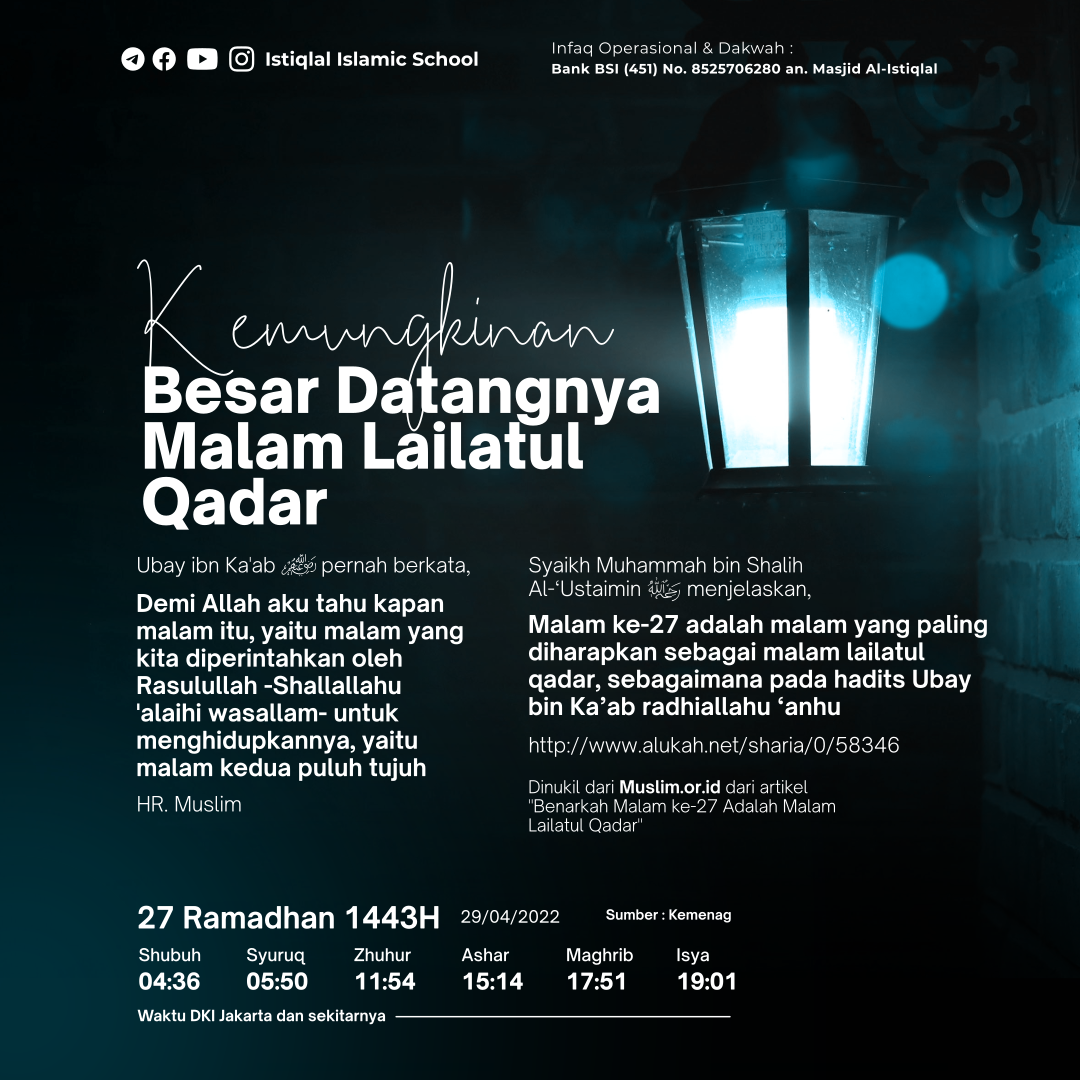 Istiqlal Islamic School
Infaq Operasional & Dakwah :
Bank BSI (451) No. 8525706280 an. Masjid Al-Istiqlal
Kemungkinan
Besar Datangnya
Malam Lailatul
Qadar
Ubay ibn Ka'ab رضي الله عنه pernah berkata,
Demi Allah aku tahu kapan
malam itu, yaitu malam yang
kita diperintahkan oleh
Rasulullah -Shallallahu
'alaihi wasallam- untuk
menghidupkannya, yaitu
malam kedua puluh tujuh
HR. Muslim
Syaikh Muhammah bin Shalih
Al-‘Ustaimin رحمه الله menjelaskan,
Malam ke-27 adalah malam yang paling
diharapkan sebagai malam lailatul
qadar, sebagaimana pada hadits Ubay
bin Ka’ab radhiallahu ‘anhu
http://www.alukah.net/sharia/0/58346
Dinukil dari Muslim.or.id dari artikel
"Benarkah Malam ke-27 Adalah Malam
Lailatul Qadar"
27 Ramadhan 1443H 29/04/2022 Sumber : Kemenag
Shubuh Syuruq Zhuhur Ashar Maghrib Isya
04:36 05:50 11:54 15:14 17:51 19:01
Waktu DKI Jakarta dan sekitarnya